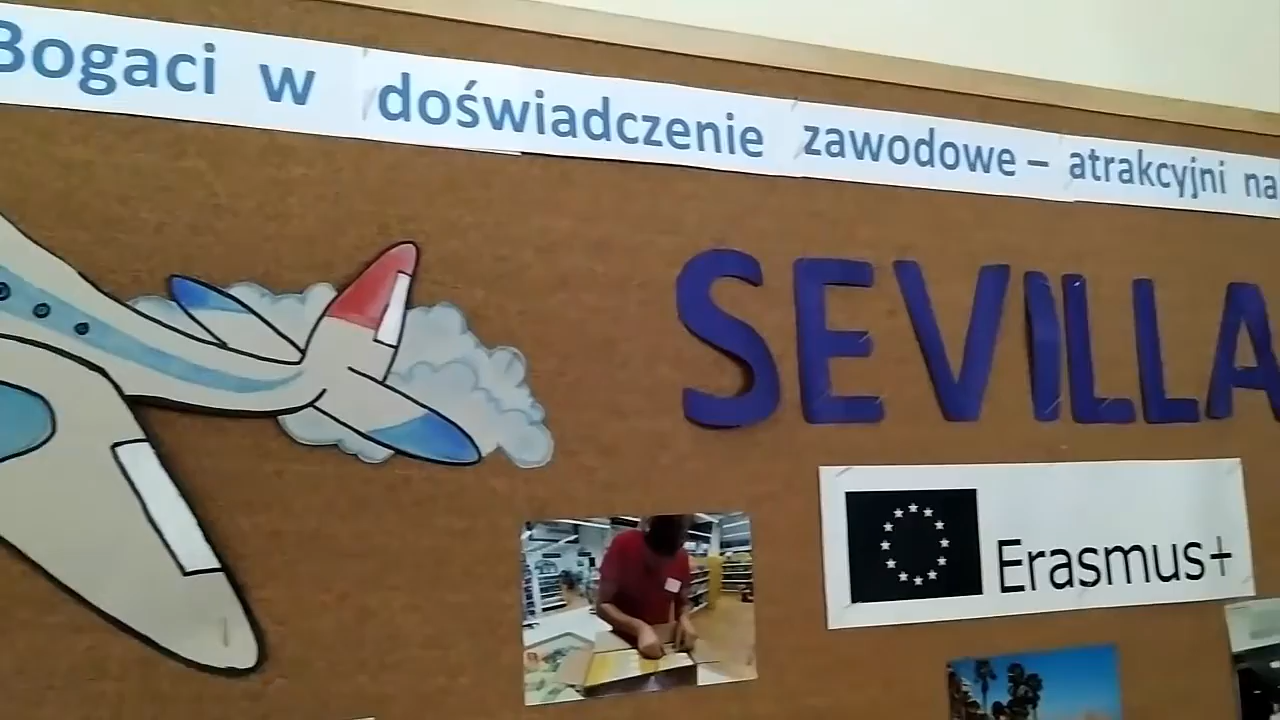 Bogaci w doświadczenie zawodowe – atrakcyjni na
SEVILLA
Erasmus+